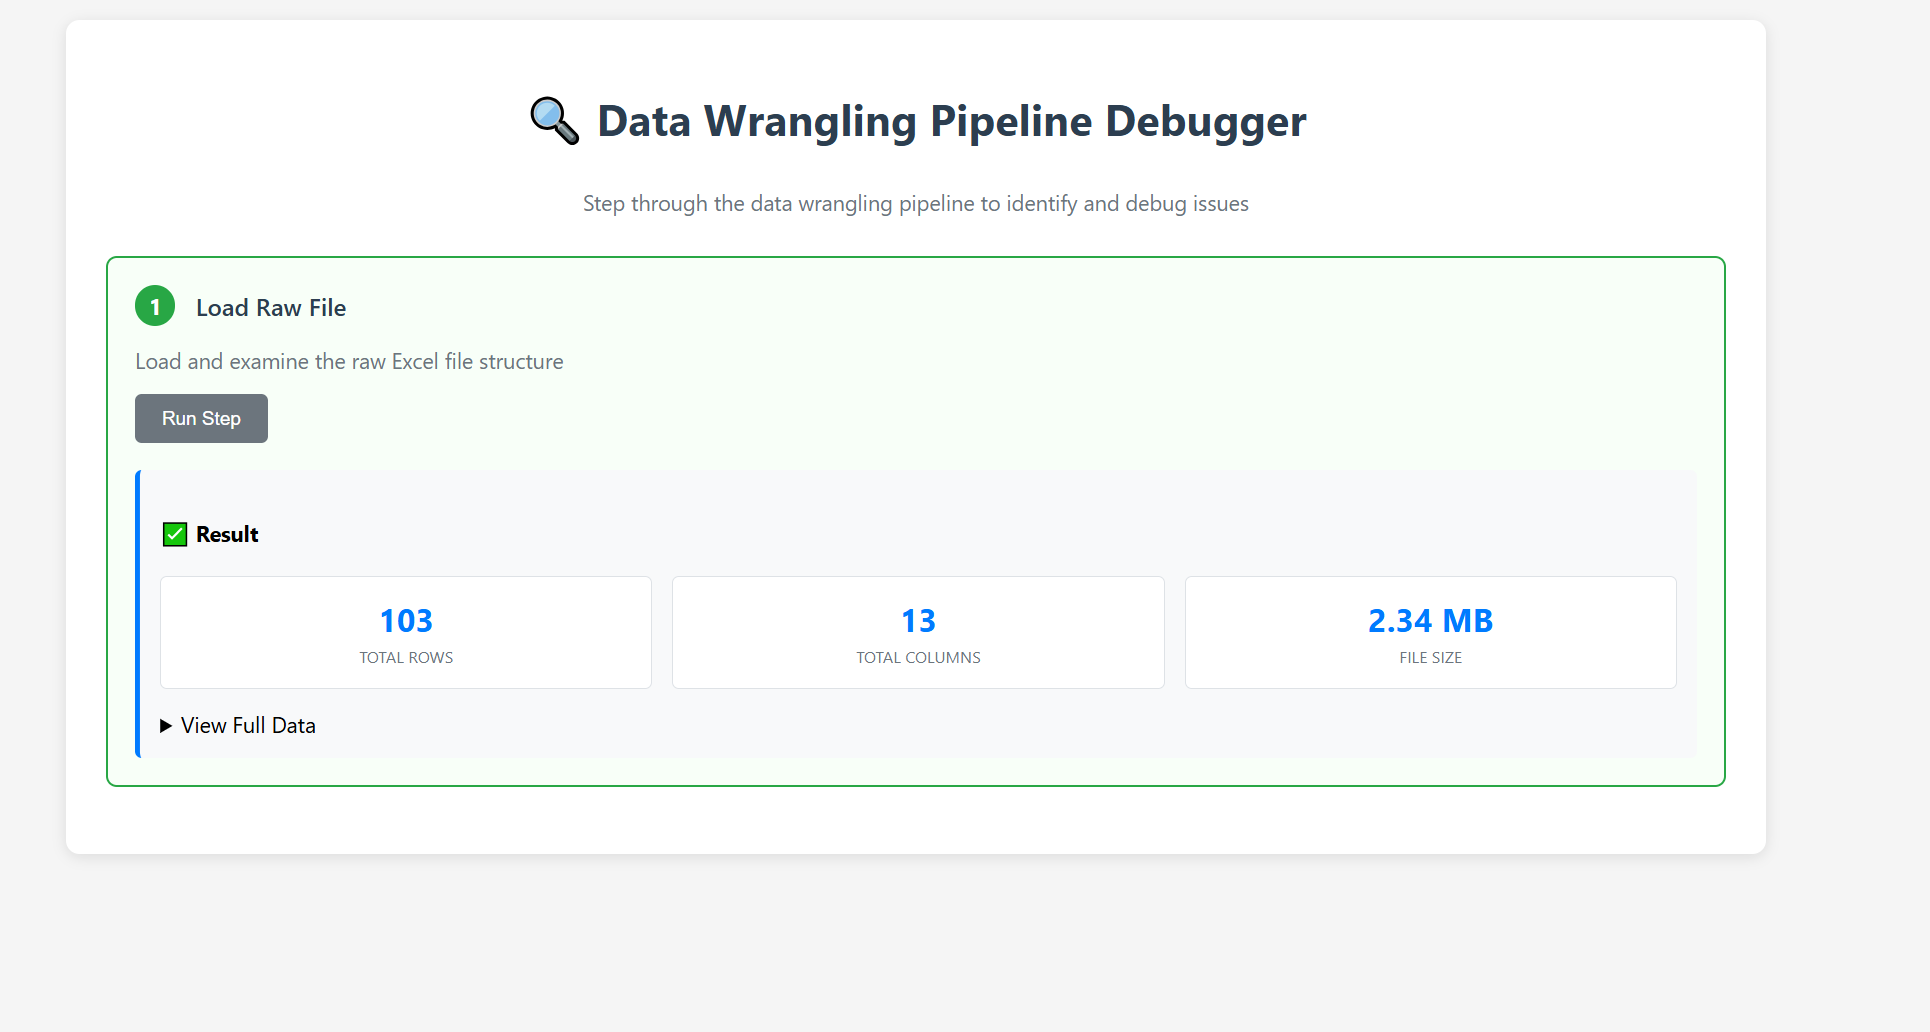 Data Wrangling Pipeline Debugger
Step through the data wrangling pipeline to identify and debug issues
1 Load Raw File
Load and examine the raw Excel file structure
Run Step
Result
103
TOTAL ROWS
13
TOTAL COLUMNS
2.34 MB
FILE SIZE
View Full Data